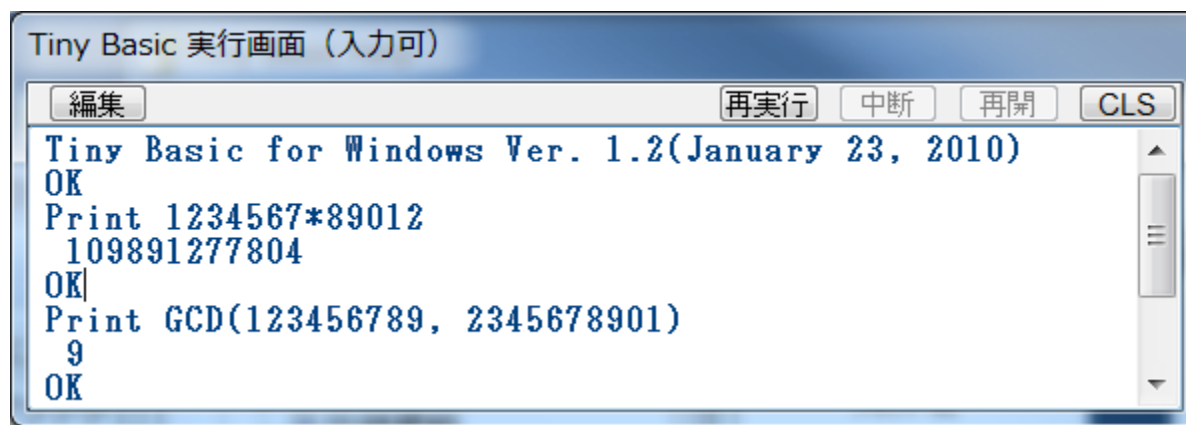 Tiny Basic 実行画面（入力可）
編集 再実行 中断 再開 CLS
Tiny Basic for Windows Ver. 1.2(January 23, 2010)
OK
Print 1234567*89012
109891277804
OK
Print GCD(123456789, 2345678901)
9
OK